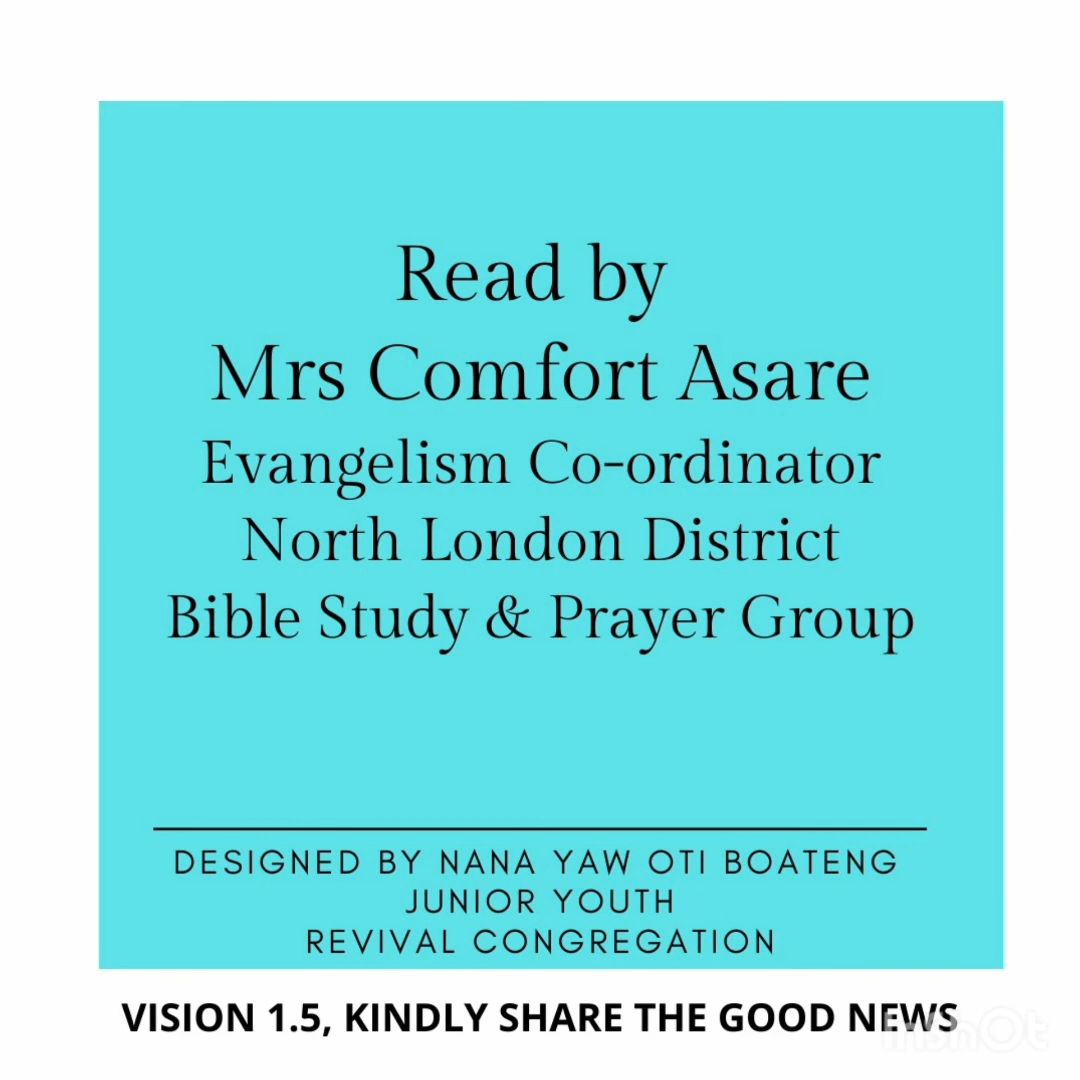 Read by
Mrs Comfort Asare
Evangelism Co-ordinator
North London District
Bible Study & Prayer Group
DESIGNED BY NANA YAW OTI BOATENG
JUNIOR YOUTH
REVIVAL CONGREGATION
VISION 1.5, KINDLY SHARE THE GOOD NEWS
InShOt